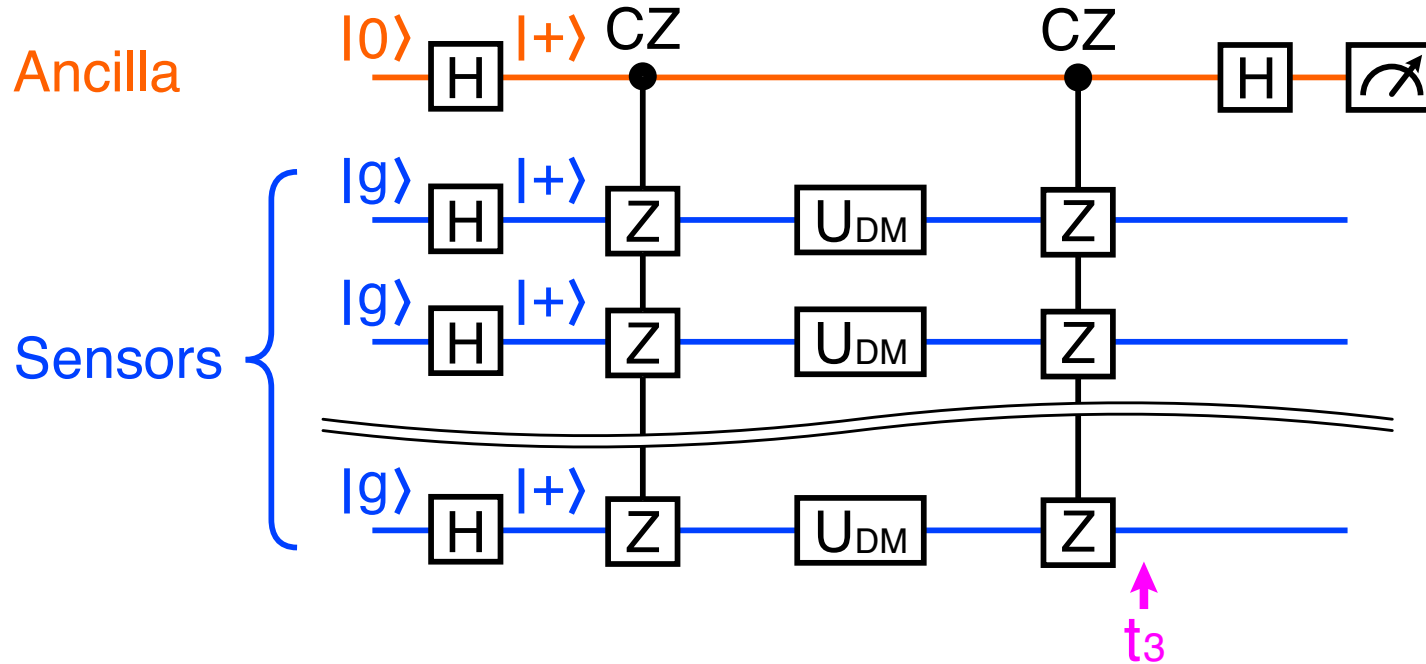 |0⟩ |+⟩ CZ CZ
Ancilla H H
|g⟩ |+⟩
H Z UDM Z
|g⟩ |+⟩
Sensors H Z UDM Z
|g⟩ |+⟩
H Z UDM Z
t3